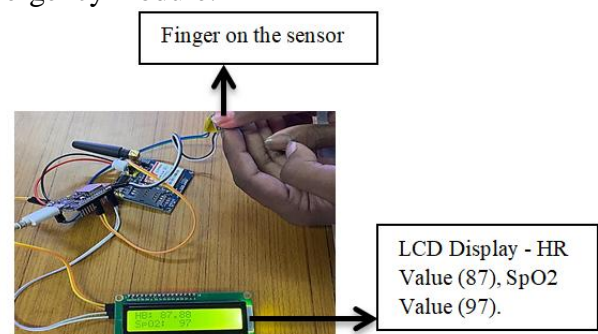 Finger on the sensor
HB: 87.88
SpO2: 97
LCD Display - HR
Value (87), SpO2
Value (97).